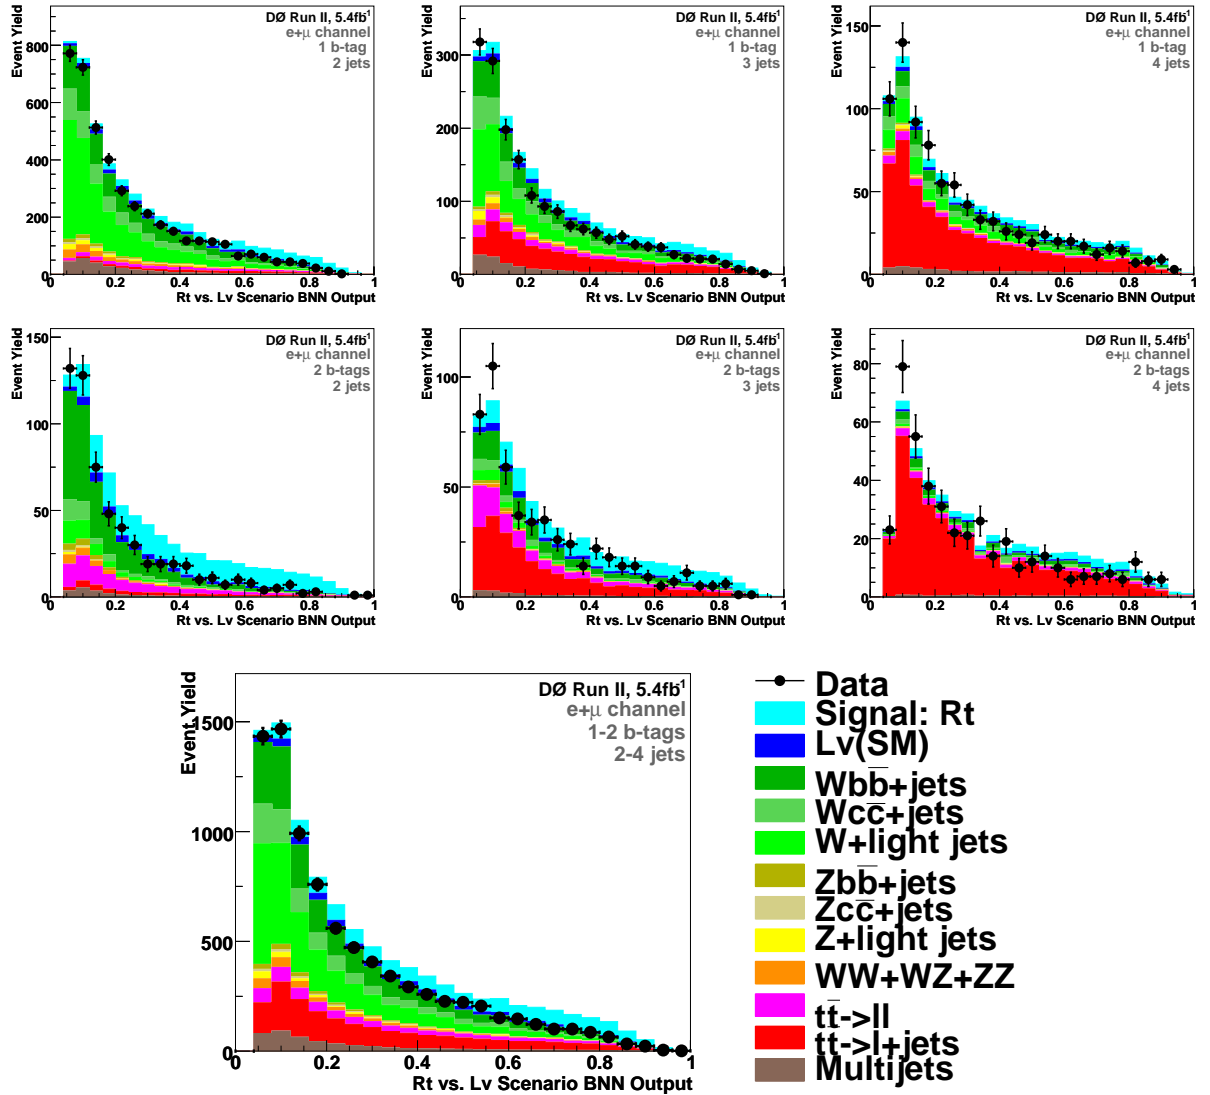 Event Yield
DØ Run II, 5.4fb-1
e+μ channel
1 b-tag
2 jets
800
600
400
200
0
0 0.2 0.4 0.6 0.8 1
Rt vs. Lv Scenario BNN Output
Event Yield
DØ Run II, 5.4fb-1
e+μ channel
1 b-tag
3 jets
300
200
100
0
0 0.2 0.4 0.6 0.8 1
Rt vs. Lv Scenario BNN Output
Event Yield
DØ Run II, 5.4fb-1
e+μ channel
1 b-tag
4 jets
150
100
50
0
0 0.2 0.4 0.6 0.8 1
Rt vs. Lv Scenario BNN Output
Event Yield
DØ Run II, 5.4fb-1
e+μ channel
2 b-tags
2 jets
150
100
50
0
0 0.2 0.4 0.6 0.8 1
Rt vs. Lv Scenario BNN Output
Event Yield
DØ Run II, 5.4fb-1
e+μ channel
2 b-tags
3 jets
100
50
0
0 0.2 0.4 0.6 0.8 1
Rt vs. Lv Scenario BNN Output
Event Yield
DØ Run II, 5.4fb-1
e+μ channel
2 b-tags
4 jets
80
60
40
20
0
0 0.2 0.4 0.6 0.8 1
Rt vs. Lv Scenario BNN Output
Event Yield
DØ Run II, 5.4fb-1
e+μ channel
1-2 b-tags
2-4 jets
1500
1000
500
0
0 0.2 0.4 0.6 0.8 1
Rt vs. Lv Scenario BNN Output
Data
Signal: Rt
Lv(SM)
Wbb̅+jets
Wcc̅+jets
W+light jets
Zbb̅+jets
Zcc̅+jets
Z+light jets
WW+WZ+ZZ
tt̅->ll
tt̅->l+jets
Multijets